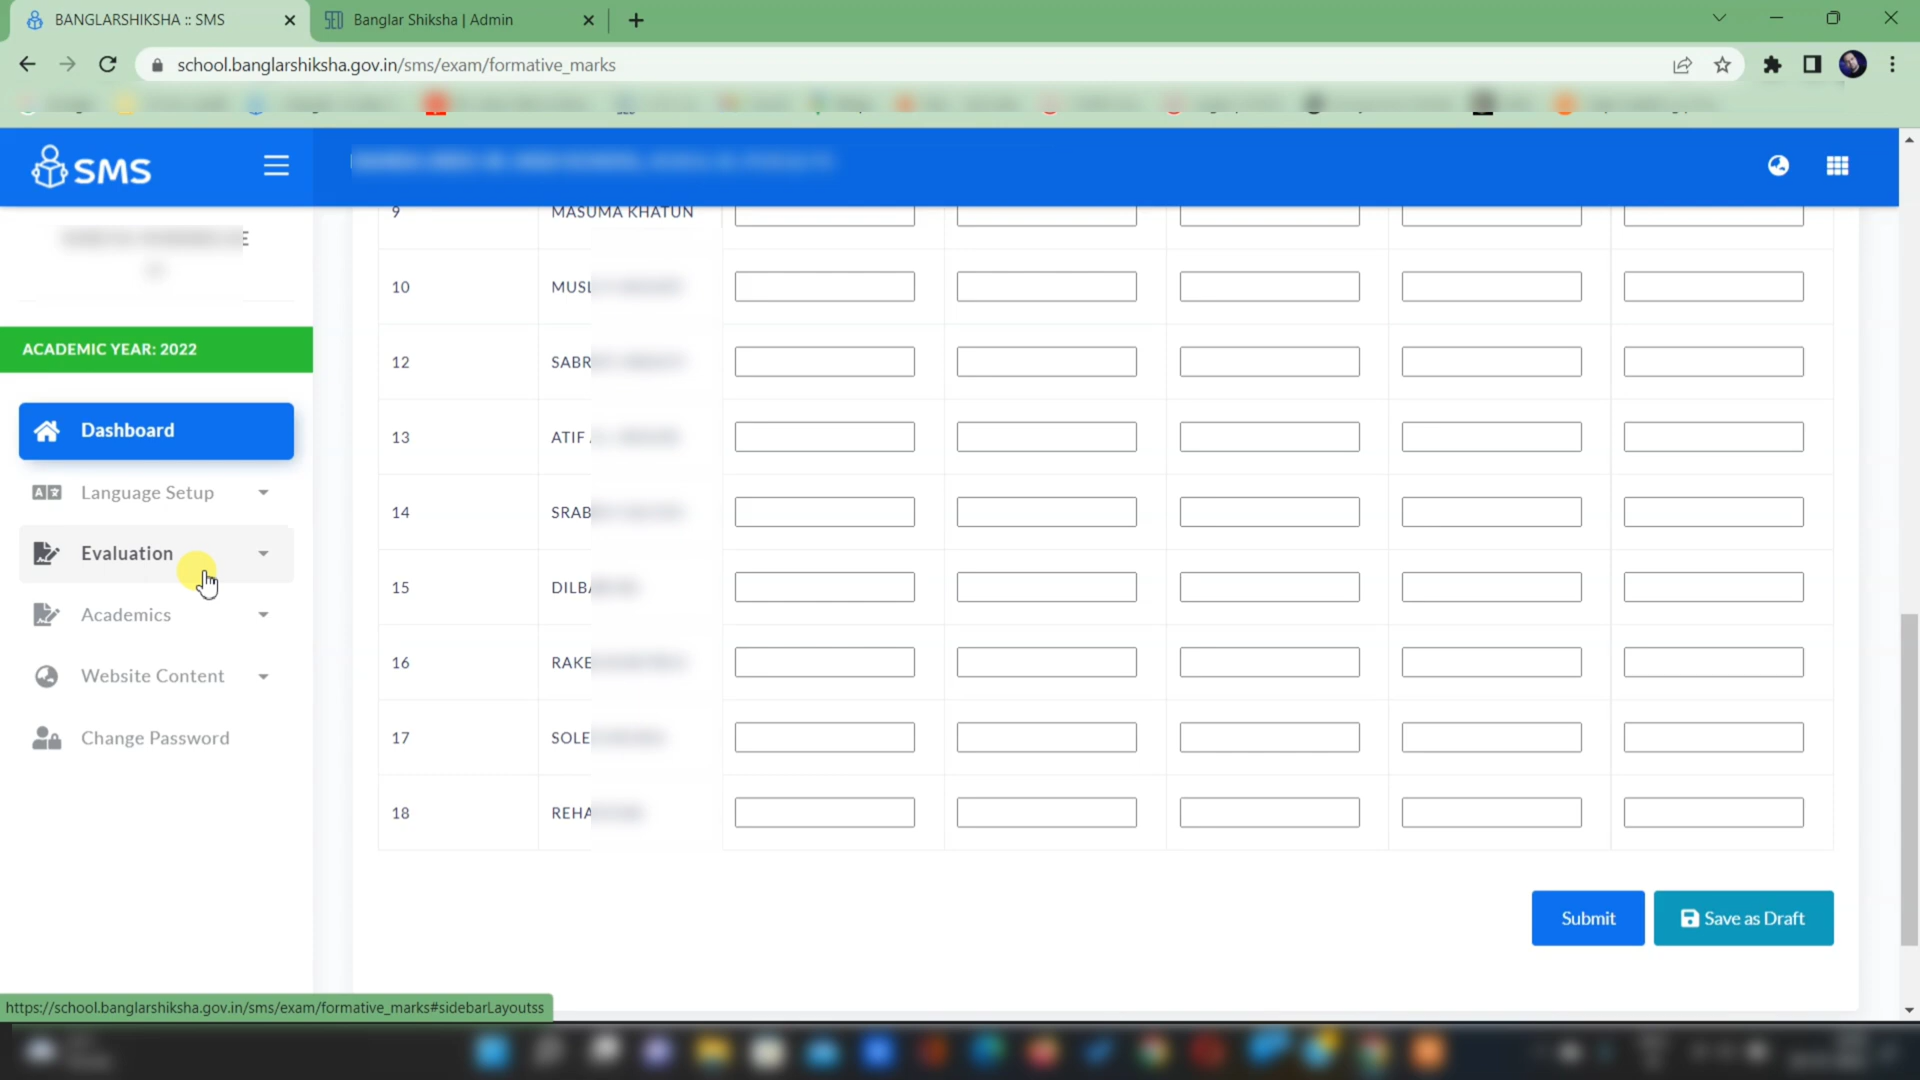 BANGLARSHIKSHA :: SMS
Banglar Shiksha | Admin
school.banglarshiksha.gov.in/sms/exam/formative_marks
SMS
ACADEMIC YEAR: 2022
Dashboard
Language Setup
Evaluation
Academics
Website Content
Change Password
9 MASUMA KHATUN
10 MUSL
12 SABR
13 ATIF
14 SRAB
15 DILBA
16 RAKE
17 SOLE
18 REHA
Submit
Save as Draft
https://school.banglarshiksha.gov.in/sms/exam/formative_marks#sidebarLayoutss